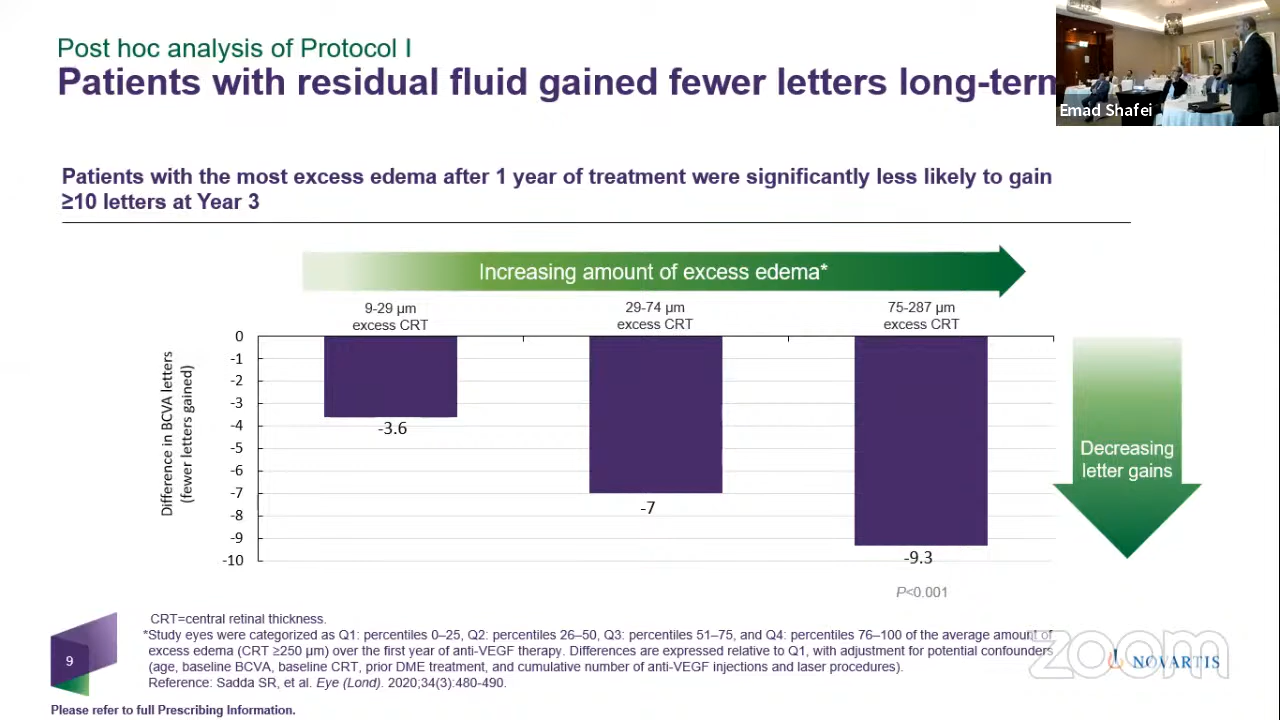 Post hoc analysis of Protocol I
Patients with residual fluid gained fewer letters long-term
Emad Shafei
Patients with the most excess edema after 1 year of treatment were significantly less likely to gain
≥10 letters at Year 3
Increasing amount of excess edema*
9-29 µm
excess CRT
29-74 µm
excess CRT
75-287 µm
excess CRT
Difference in BCVA letters
(fewer letters gained)
0
-1
-2
-3
-4
-5
-6
-7
-8
-9
-10
-3.6
-7
-9.3
P<0.001
Decreasing
letter gains
CRT=central retinal thickness.
*Study eyes were categorized as Q1: percentiles 0–25, Q2: percentiles 26–50, Q3: percentiles 51–75, and Q4: percentiles 76–100 of the average amount of
excess edema (CRT ≥250 µm) over the first year of anti-VEGF therapy. Differences are expressed relative to Q1, with adjustment for potential confounders
(age, baseline BCVA, baseline CRT, prior DME treatment, and cumulative number of anti-VEGF injections and laser procedures).
Reference: Sadda SR, et al. Eye (Lond). 2020;34(3):480-490.
9
zoom
NOVARTIS
Please refer to full Prescribing Information.